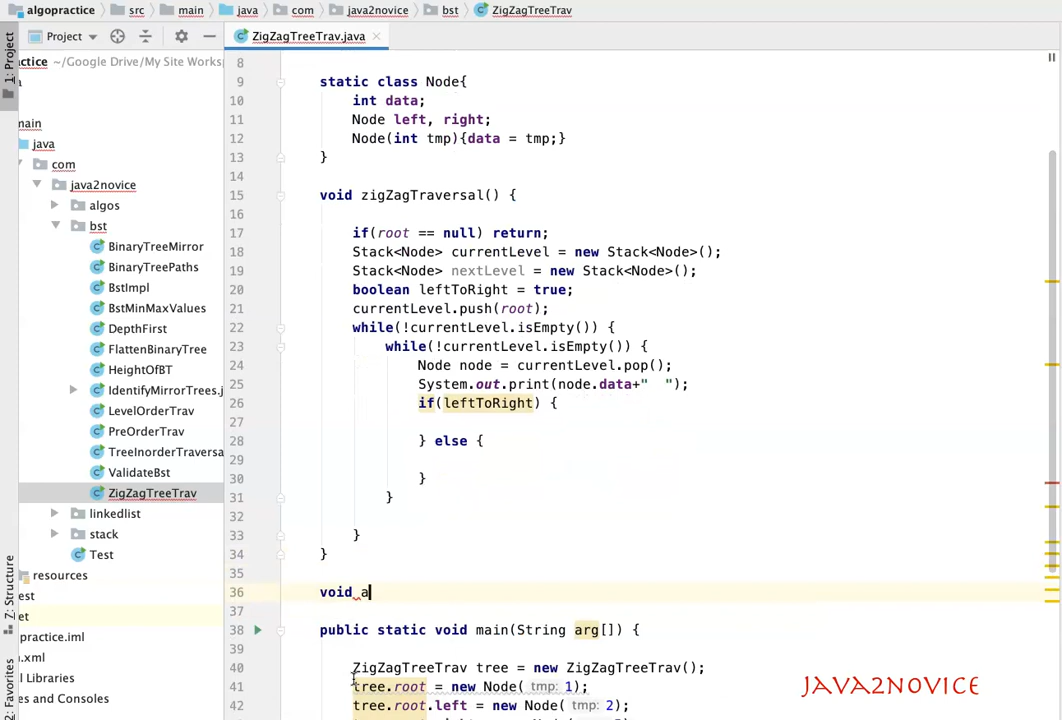 algopractice src main java com java2novice bst ZigZagTreeTrav
1: Project
Project
ZigZagTreeTrav.java
ctice ~/Google Drive/My Site Works
main
java
com
java2novice
algos
bst
BinaryTreeMirror
BinaryTreePaths
BstImpl
BstMinMaxValues
DepthFirst
FlattenBinaryTree
HeightOfBT
IdentifyMirrorTrees.j
LevelOrderTrav
PreOrderTrav
TreeInorderTraversa
ValidateBst
ZigZagTreeTrav
linkedlist
stack
Test
resources
est
et
practice.iml
.xml
al Libraries
s and Consoles
Z: Structure
2: Favorites
8
9 static class Node{
10 int data;
11 Node left, right;
12 Node(int tmp){data = tmp;}
13 }
14
15 void zigZagTraversal() {
16
17 if(root == null) return;
18 Stack<Node> currentLevel = new Stack<Node>();
19 Stack<Node> nextLevel = new Stack<Node>();
20 boolean leftToRight = true;
21 currentLevel.push(root);
22 while(!currentLevel.isEmpty()) {
23 while(!currentLevel.isEmpty()) {
24 Node node = currentLevel.pop();
25 System.out.print(node.data+"  ");
26 if(leftToRight) {
27
28 } else {
29
30 }
31 }
32
33 }
34 }
35
36 void a
37
38 public static void main(String arg[]) {
39
40 ZigZagTreeTrav tree = new ZigZagTreeTrav();
41 tree.root = new Node( tmp: 1);
42 tree.root.left = new Node( tmp: 2);
JAVA2NOVICE